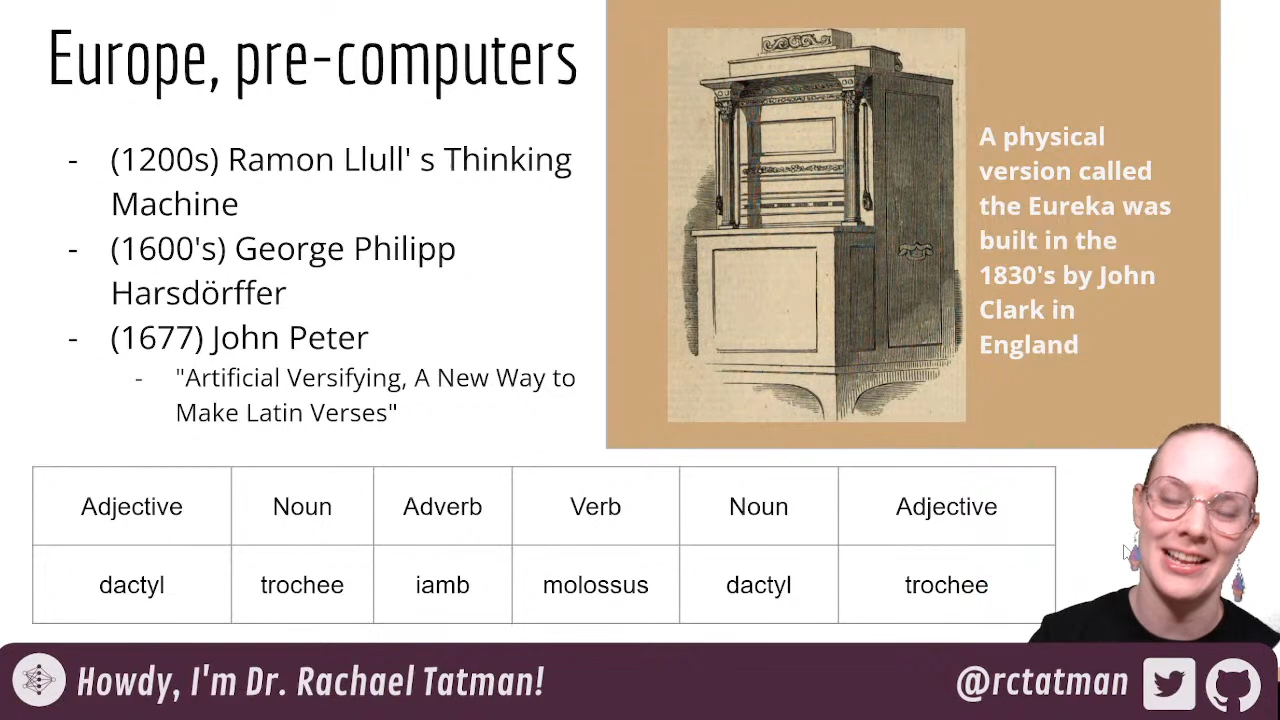 Europe, pre-computers
- (1200s) Ramon Llull' s Thinking
Machine
- (1600's) George Philipp
Harsdörffer
- (1677) John Peter
- "Artificial Versifying, A New Way to
Make Latin Verses"
A physical
version called
the Eureka was
built in the
1830's by John
Clark in
England
Adjective Noun Adverb Verb Noun Adjective
dactyl trochee iamb molossus dactyl trochee
Howdy, I'm Dr. Rachael Tatman!
@rctatman